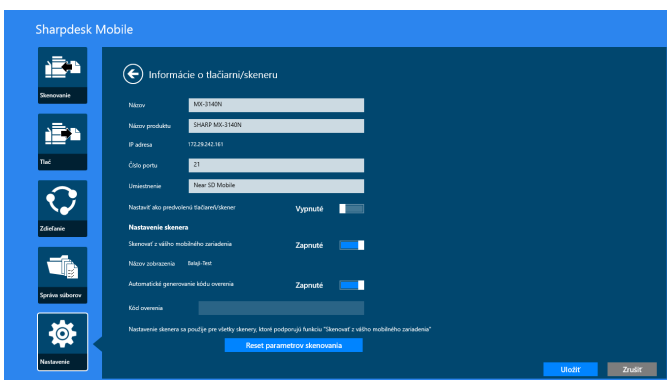 Sharpdesk Mobile
Skenovanie
Tlač
Zdieľanie
Správa súborov
Nastavenie
Informácie o tlačiarni/skeneru
Názov MX-3140N
Názov produktu SHARP MX-3140N
IP adresa 172.29.242.161
Číslo portu 21
Umiestnenie Near SD Mobile
Nastaviť ako predvolenú tlačiareň/skener Vypnuté
Nastavenie skenera
Skenovať z vášho mobilného zariadenia Zapnuté
Názov zobrazenia Balaji-Test
Automatické generovanie kódu overenia Zapnuté
Kód overenia
Nastavenie skenera sa použije pre všetky skenery, ktoré podporujú funkciu "Skenovať z vášho mobilného zariadenia"
Reset parametrov skenovania
Uložiť Zrušiť